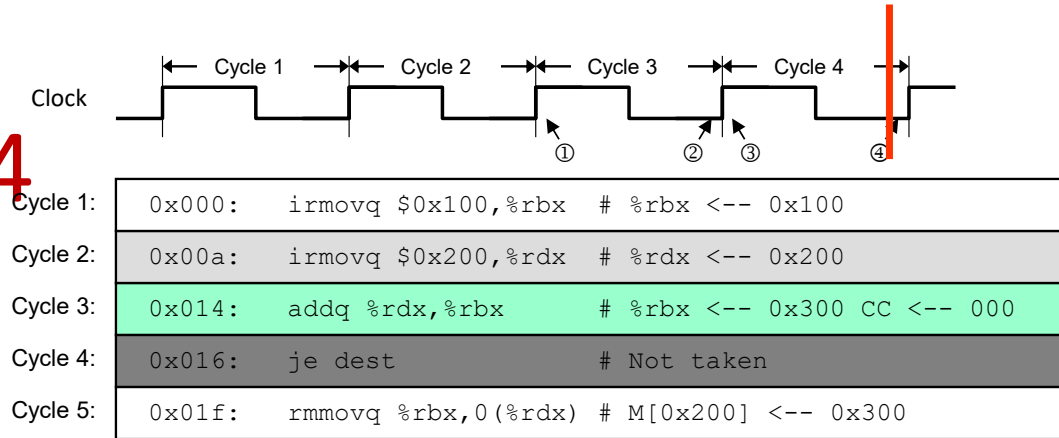 Cycle 1 Cycle 2 Cycle 3 Cycle 4
Clock
① ② ③ ④
4
Cycle 1: 0x000: irmovq $0x100,%rbx # %rbx <-- 0x100
Cycle 2: 0x00a: irmovq $0x200,%rdx # %rdx <-- 0x200
Cycle 3: 0x014: addq %rdx,%rbx # %rbx <-- 0x300 CC <-- 000
Cycle 4: 0x016: je dest # Not taken
Cycle 5: 0x01f: rmmovq %rbx,0(%rdx) # M[0x200] <-- 0x300